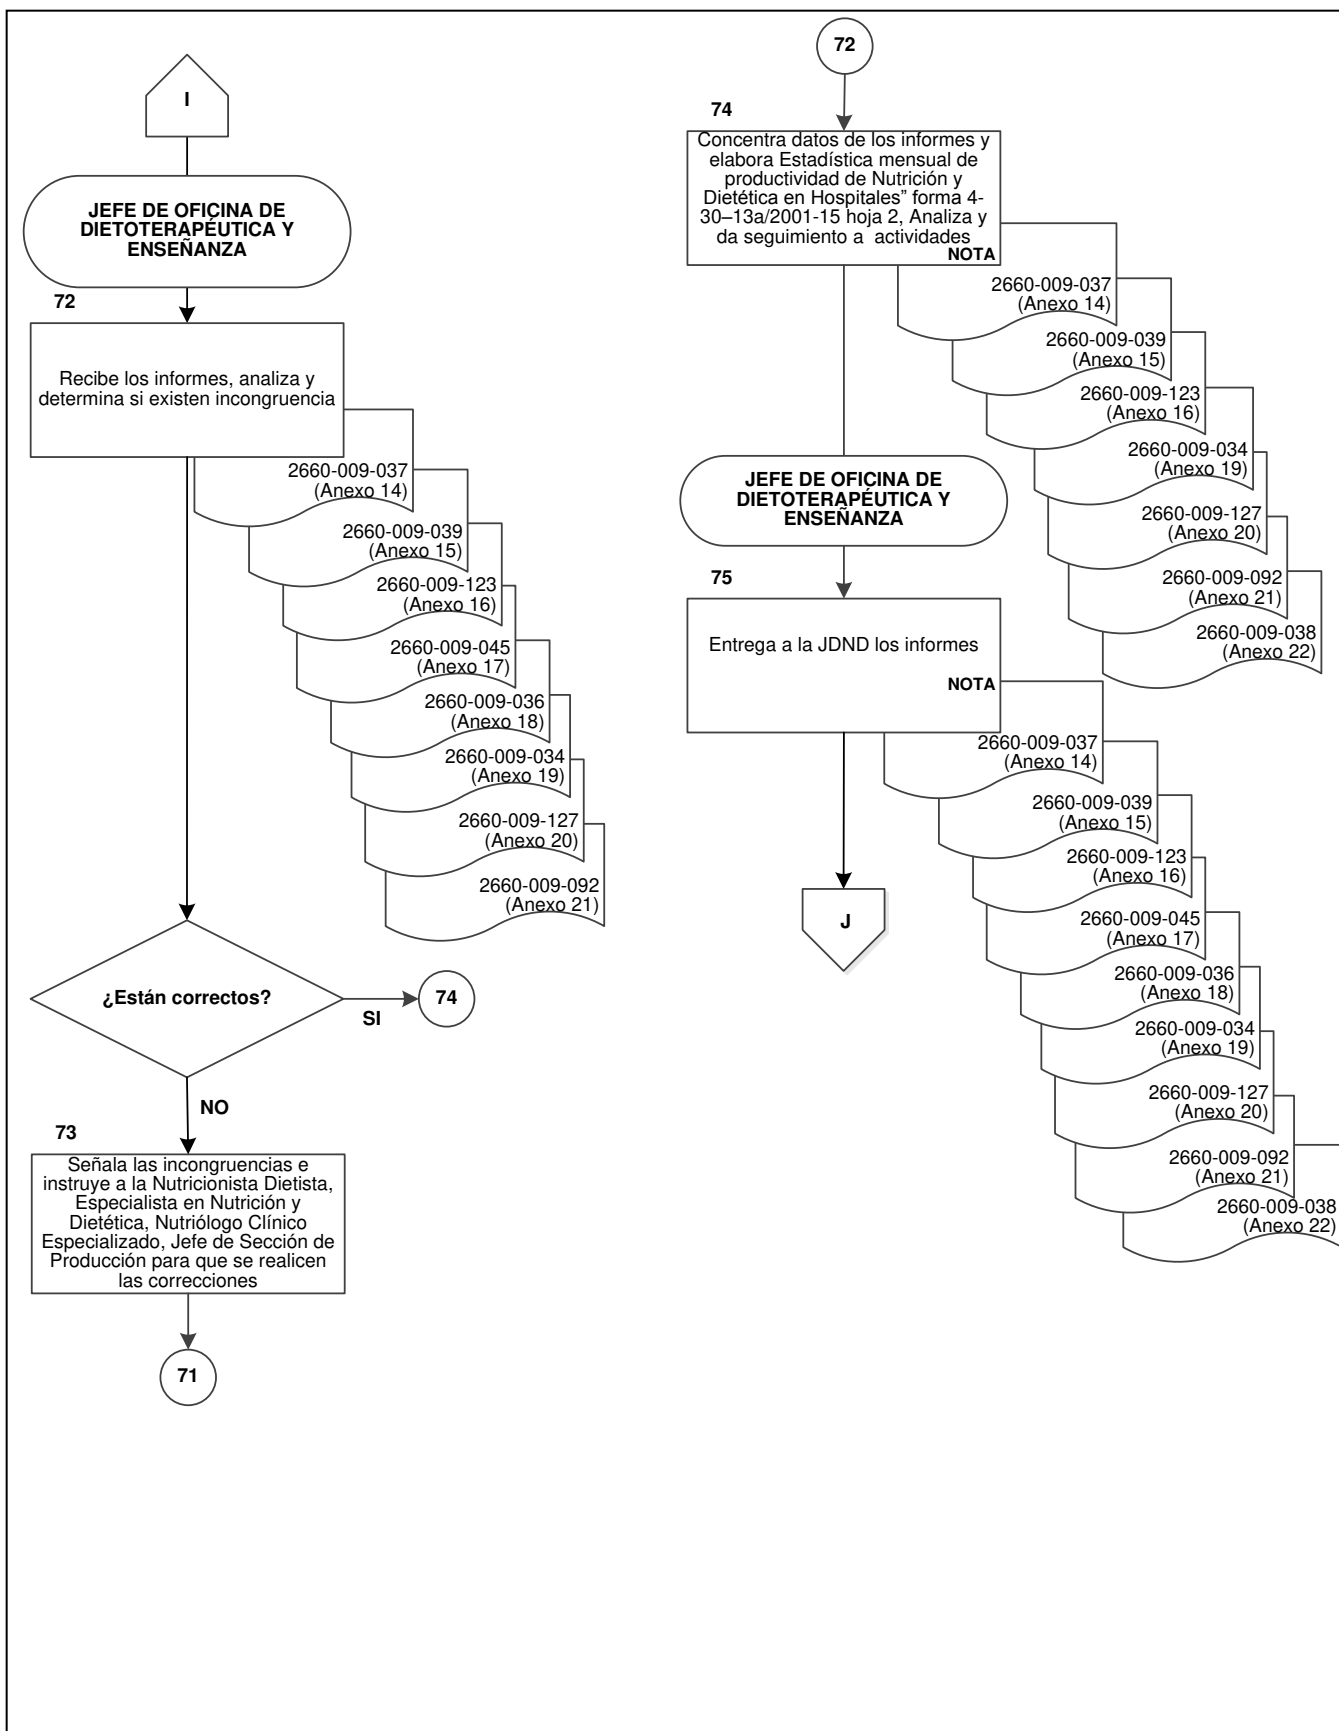 I
JEFE DE OFICINA DE
DIETOTERAPÉUTICA Y
ENSEÑANZA
72
Recibe los informes, analiza y
determina si existen incongruencia
2660-009-037
(Anexo 14)
2660-009-039
(Anexo 15)
2660-009-123
(Anexo 16)
2660-009-045
(Anexo 17)
2660-009-036
(Anexo 18)
2660-009-034
(Anexo 19)
2660-009-127
(Anexo 20)
2660-009-092
(Anexo 21)
¿Están correctos?
SI
74
NO
73
Señala las incongruencias e
instruye a la Nutricionista Dietista,
Especialista en Nutrición y
Dietética, Nutriólogo Clínico
Especializado, Jefe de Sección de
Producción para que se realicen
las correcciones
71
72
74
Concentra datos de los informes y
elabora Estadística mensual de
productividad de Nutrición y
Dietética en Hospitales” forma 4-
30–13a/2001-15 hoja 2, Analiza y
da seguimiento a  actividades
NOTA
2660-009-037
(Anexo 14)
2660-009-039
(Anexo 15)
2660-009-123
(Anexo 16)
2660-009-034
(Anexo 19)
2660-009-127
(Anexo 20)
2660-009-092
(Anexo 21)
2660-009-038
(Anexo 22)
JEFE DE OFICINA DE
DIETOTERAPÉUTICA Y
ENSEÑANZA
75
Entrega a la JDND los informes
NOTA
2660-009-037
(Anexo 14)
2660-009-039
(Anexo 15)
2660-009-123
(Anexo 16)
2660-009-045
(Anexo 17)
2660-009-036
(Anexo 18)
2660-009-034
(Anexo 19)
2660-009-127
(Anexo 20)
2660-009-092
(Anexo 21)
2660-009-038
(Anexo 22)
J